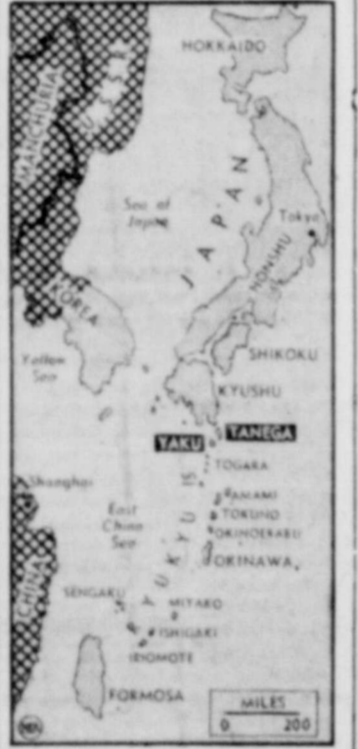 HOKKAIDO
U S S R
MANCHURIA
Sea of
Japan
JAPAN
Tokyo
HONSHU
KOREA
Yellow
Sea
SHIKOKU
KYUSHU
YAKU
TANEGA
TOGARA
Shanghai
AMAMI
TOKUNO
OKINOERABU
East
China
Sea
RYUKYU IS
OKINAWA
CHINA
SENGAKU
MIYAKO
ISHIGAKI
IRIOMOTE
FORMOSA
MILES
0 200